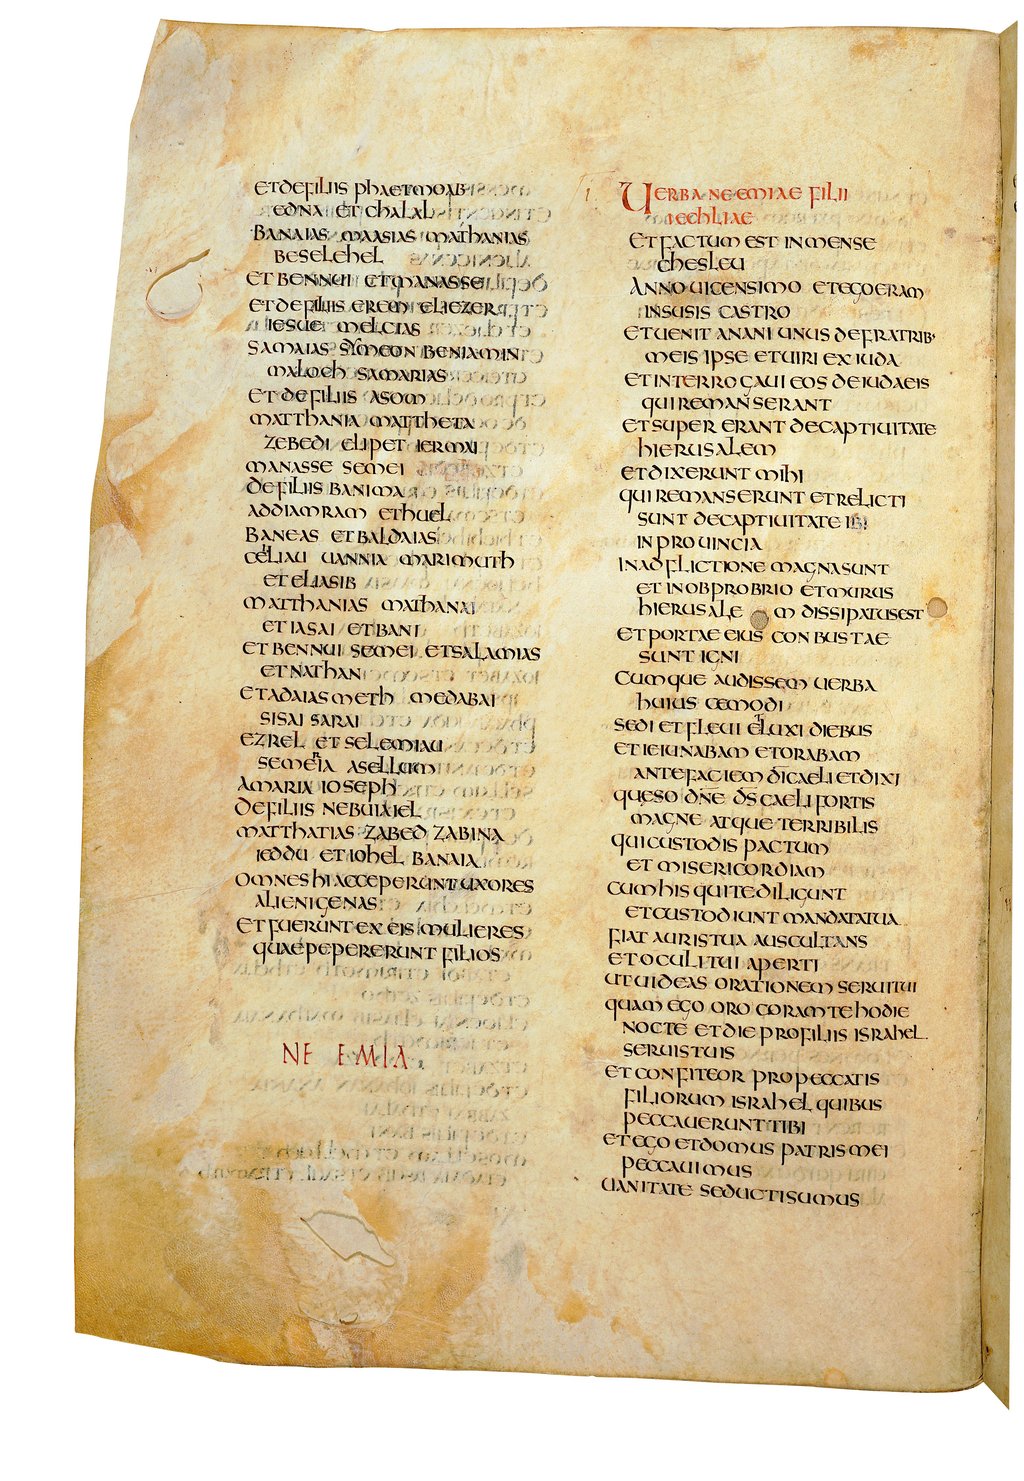 ET DE FILIIS PHAETMOAB
EDNA ET CHALAL
BANAIAS MAASIAS MATHANIAS
BESELEHEL
ET BENNUI ET MANASSE
ET DE FILIIS EREM ELIEZER
IESUE MELCIAS
SAMAIAS SYMEON BENIAMIN
MALOCH SAMARIAS
ET DE FILIIS ASOM
MATTHANIA MATTHETA
ZEBEDI ELIPET IERMAI
MANASSE SEMEI
DE FILIIS BANI MA
ADDI AMRAM ET HUEL
BANEAS ET BALDAIAS
CELIAU UANNIA MARIMUTH
ET ELIASIB
MATTHANIAS MATHANAI
ET IASAI ET BANI
ET BENNUI SEMEI ET SALAMIAS
ET NATHAN
ET ADAIAS METH MEDABAI
SISAI SARAI
EZREL ET SELEMIAU
SEMERIA ASELLUM
AMARIA IOSEPH
DE FILIIS NEBUIAIEL
MATTHATIAS ZABED ZABINA
IEDDU ET IOHEL BANAIA
OMNES HI ACCEPERUNT UXORES
ALIENIGENAS
ET FUERUNT EX EIS MULIERES
QUAE PEPERERUNT FILIOS
NE EMIA
UERBA NEEMIAE FILII
ECHLIAE
ET FACTUM EST IN MENSE
CHESLEU
ANNO UICENSIMO ET EGO ERAM
IN SUSIS CASTRO
ET UENIT ANANI UNUS DE FRATRIB·
MEIS IPSE ET UIRI EX IUDA
ET INTERROGAUI EOS DE IUDAEIS
QUI REMANSERANT
ET SUPERERANT DE CAPTIUITATE
HIERUSALEM
ET DIXERUNT MIHI
QUI REMANSERUNT ET RELICTI
SUNT DE CAPTIUITATE IBI
IN PROUINCIA
IN ADFLICTIONE MAGNA SUNT
ET IN OBPROBRIO ET MURUS
HIERUSALE M DISSIPATUS EST
ET PORTAE EIUS CONBUSTAE
SUNT IGNI
CUMQUE AUDISSEM UERBA
HUIUS CEMODI
SEDI ET FLEUI ET LUXI DIEBUS
ET IEIUNABAM ET ORABAM
ANTE FACIEM DI CAELI ET DIXI
QUESO DNE DS CAELI FORTIS
MAGNE ATQUE TERRIBILIS
QUI CUSTODIS PACTUM
ET MISERICORDIAM
CUM HIS QUI TE DILIGUNT
ET CUSTODIUNT MANDATA TUA
FIAT AURIS TUA AUSCULTANS
ET OCULI TUI APERTI
UT UIDEAS ORATIONEM SERUI TUI
QUAM EGO ORO CORAM TE HODIE
NOCTE ET DIE PRO FILIIS ISRAHEL
SERUIS TUIS
ET CONFITEOR PRO PECCATIS
FILIORUM ISRAHEL QUIBUS
PECCAUERUNT TIBI
ET EGO ET DOMUS PATRIS MEI
PECCAUIMUS
UANITATE SEDUCTI SUMUS